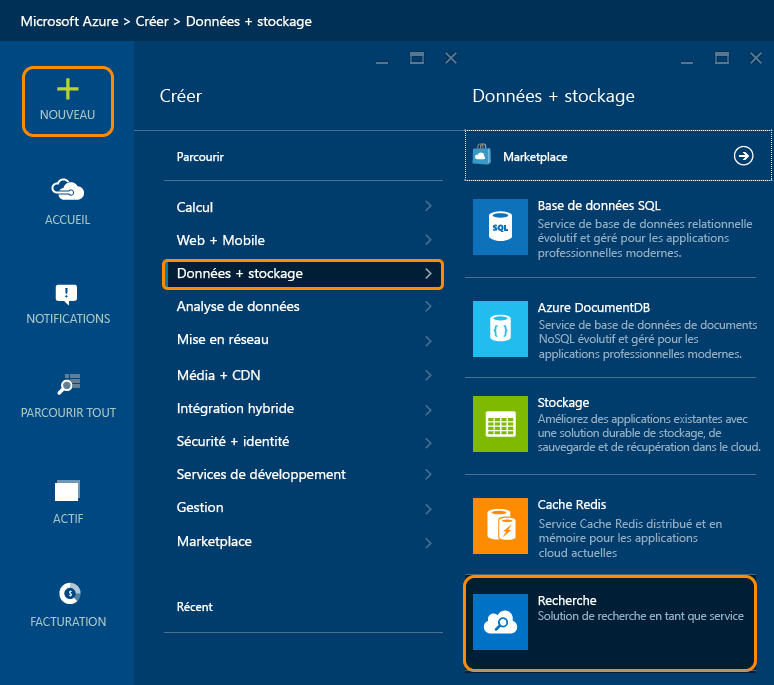 Microsoft Azure > Créer > Données + stockage
NOUVEAU
ACCUEIL
NOTIFICATIONS
PARCOURIR TOUT
ACTIF
FACTURATION
Créer
Parcourir
Calcul
Web + Mobile
Données + stockage
Analyse de données
Mise en réseau
Média + CDN
Intégration hybride
Sécurité + identité
Services de développement
Gestion
Marketplace
Récent
Données + stockage
Marketplace
SQL
Base de données SQL
Service de base de données relationnelle
évolutif et géré pour les applications
professionnelles modernes.
Azure DocumentDB
Service de base de données de documents
NoSQL évolutif et géré pour les
applications professionnelles modernes.
Stockage
Améliorez des applications existantes avec
une solution durable de stockage, de
sauvegarde et de récupération dans le cloud.
Cache Redis
Service Cache Redis distribué et en
mémoire pour les applications
cloud actuelles
Recherche
Solution de recherche en tant que service